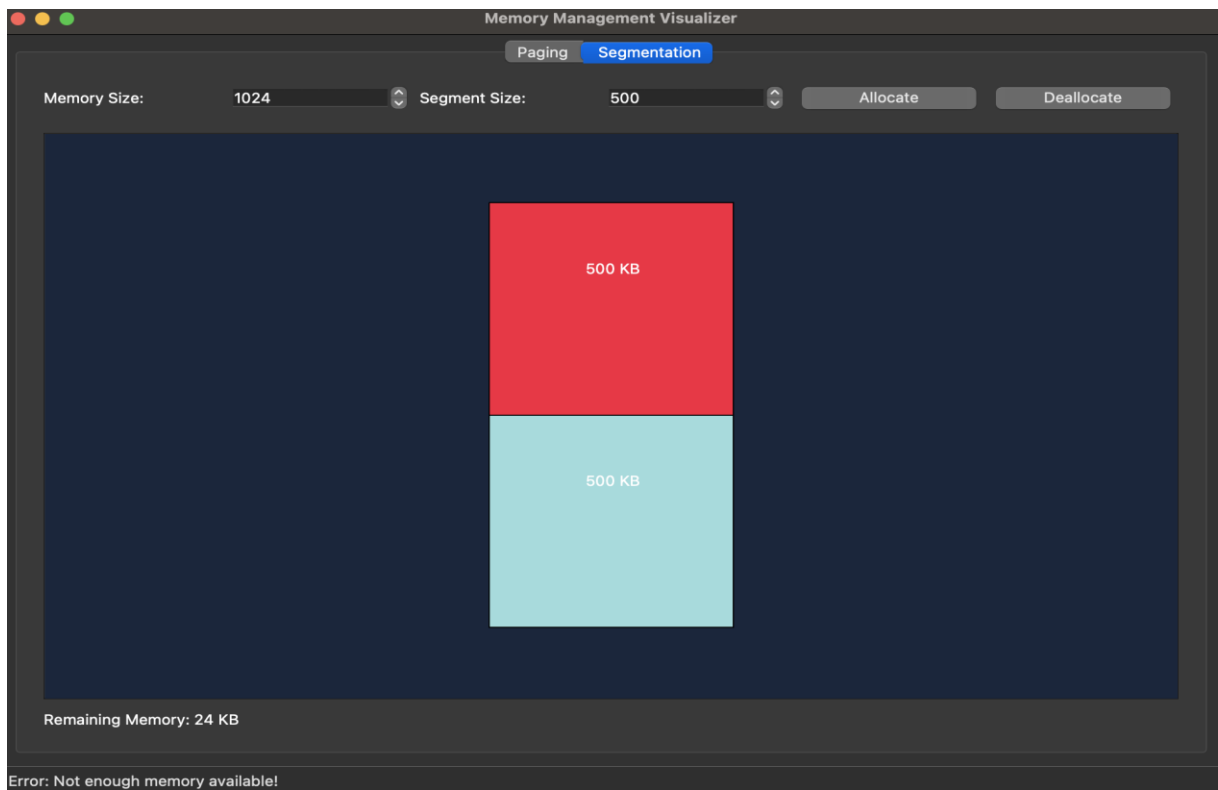 Memory Management Visualizer
Paging Segmentation
Memory Size: 1024 Segment Size: 500 Allocate Deallocate
500 KB
500 KB
Remaining Memory: 24 KB
Error: Not enough memory available!